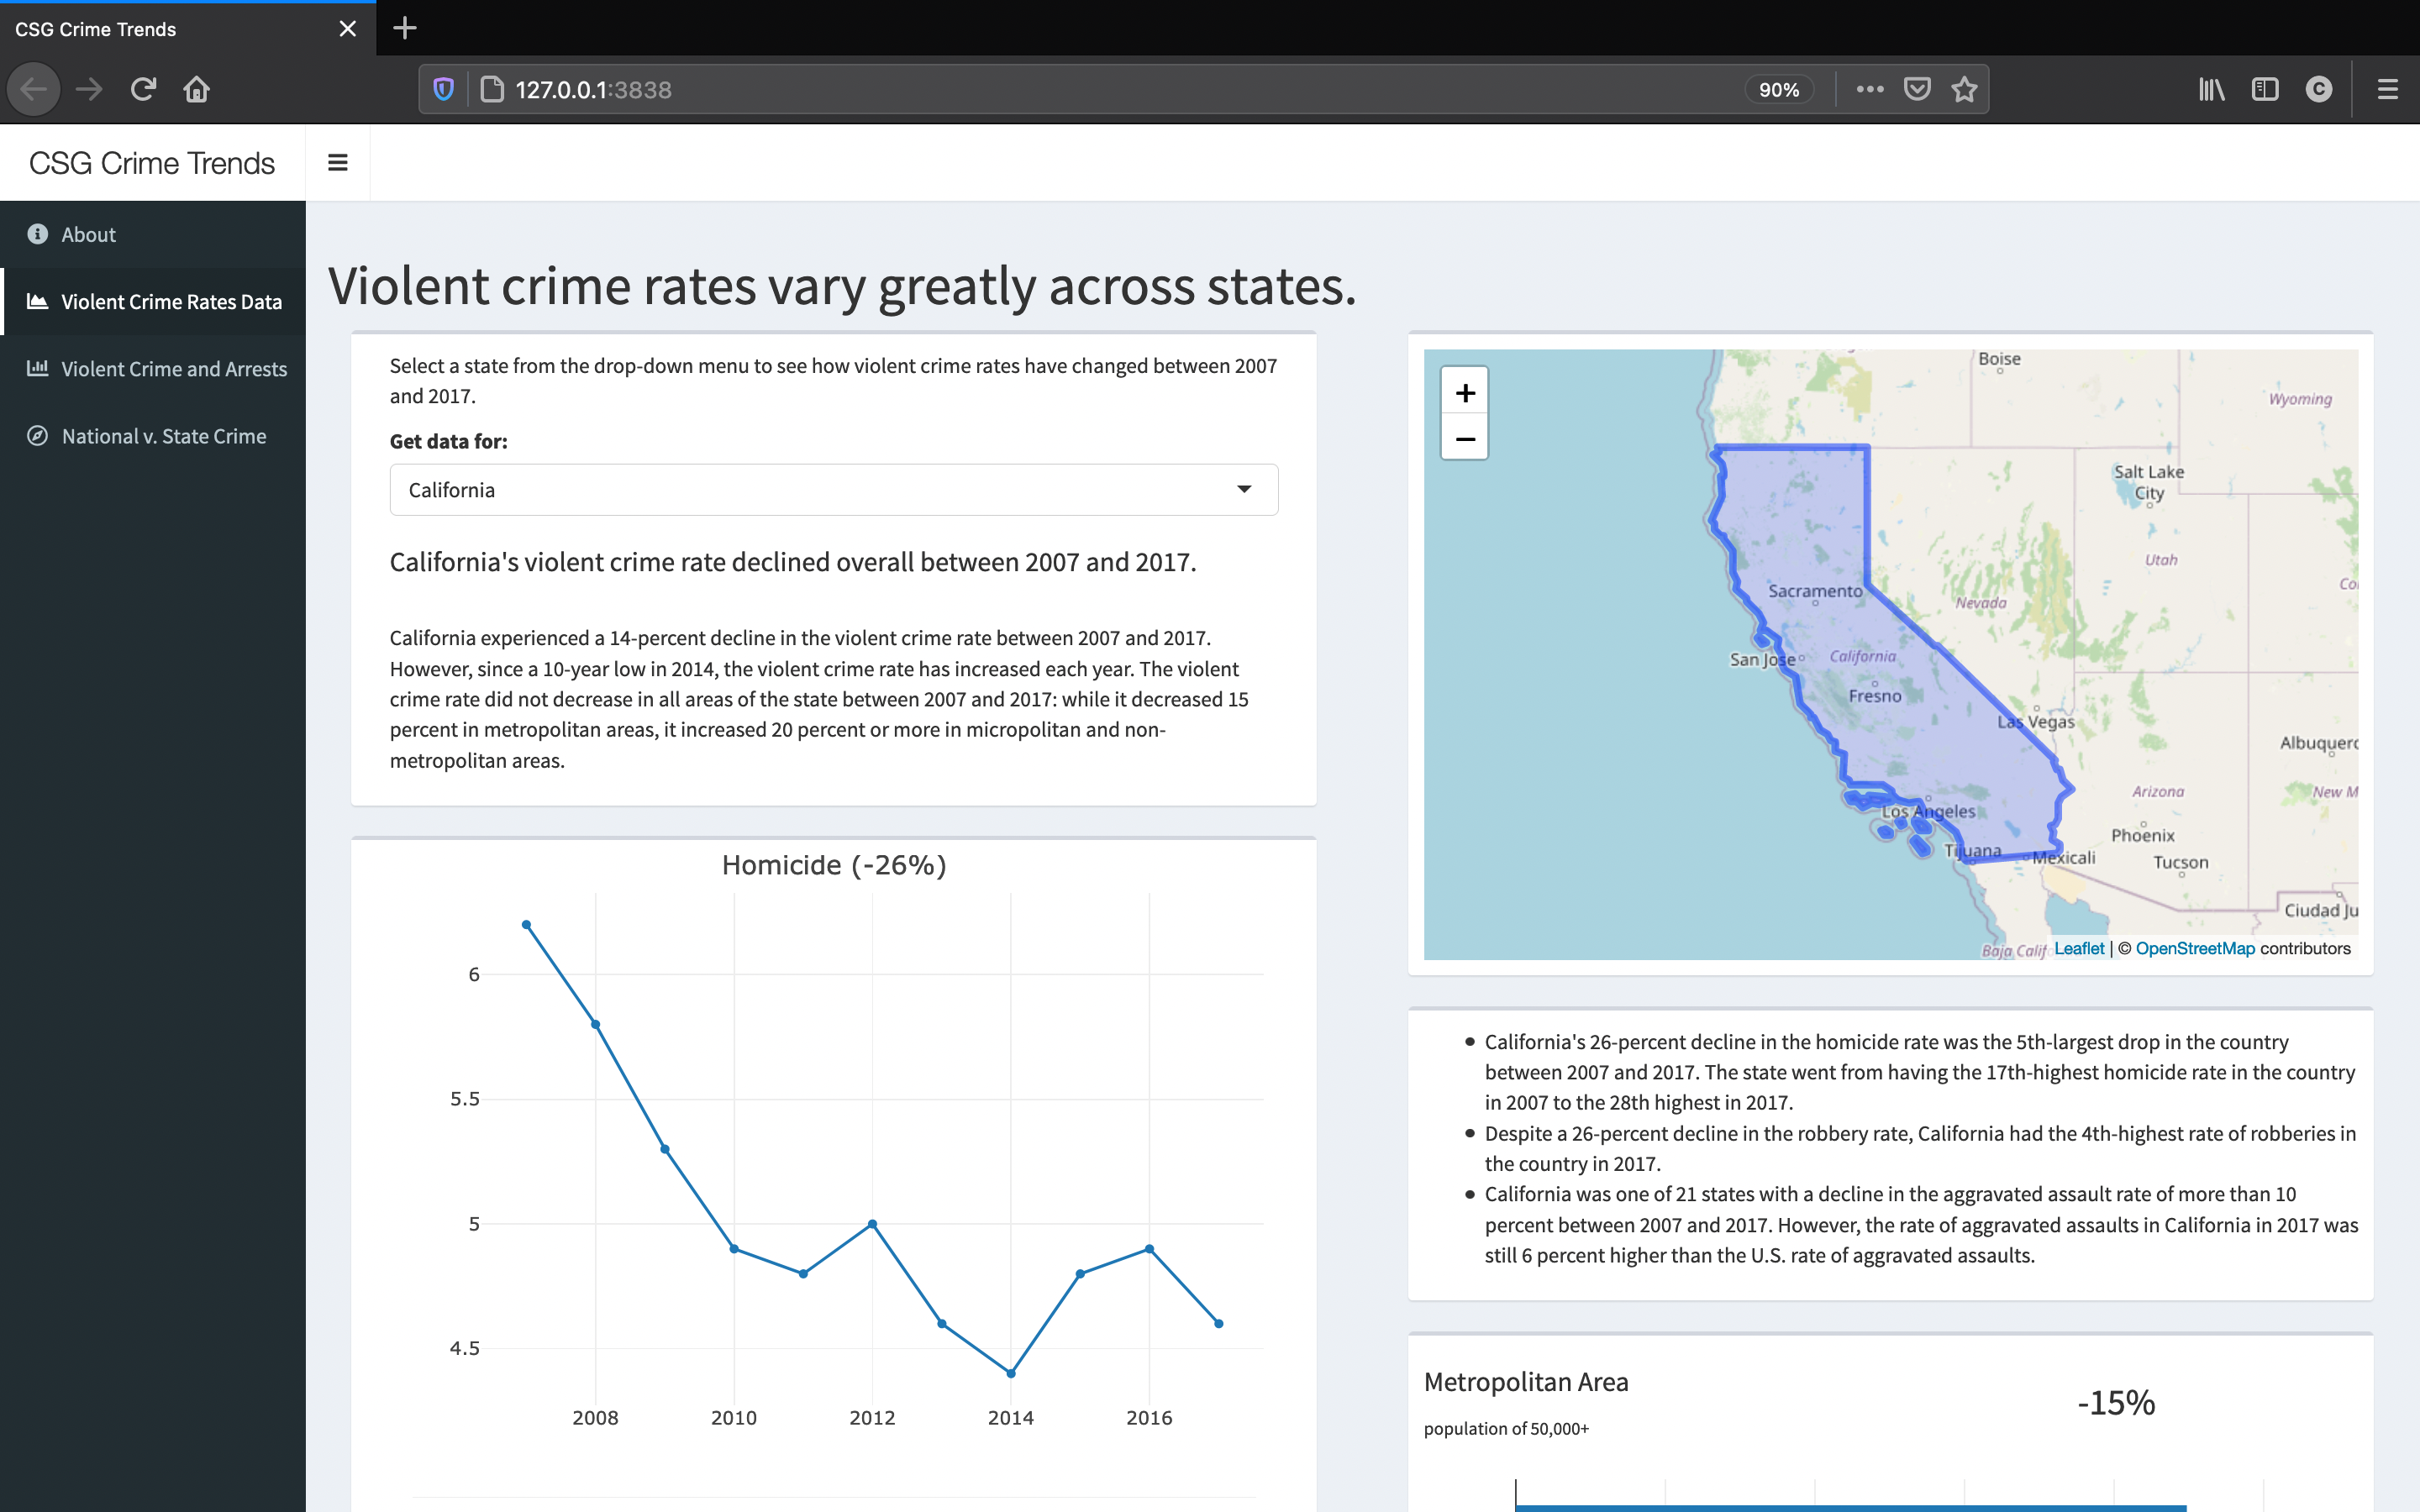 CSG Crime Trends
127.0.0.1:3838
90%
CSG Crime Trends
About
Violent Crime Rates Data
Violent Crime and Arrests
National v. State Crime
Violent crime rates vary greatly across states.
Select a state from the drop-down menu to see how violent crime rates have changed between 2007
and 2017.
Get data for:
California
California's violent crime rate declined overall between 2007 and 2017.
California experienced a 14-percent decline in the violent crime rate between 2007 and 2017.
However, since a 10-year low in 2014, the violent crime rate has increased each year. The violent
crime rate did not decrease in all areas of the state between 2007 and 2017: while it decreased 15
percent in metropolitan areas, it increased 20 percent or more in micropolitan and non-
metropolitan areas.
Homicide (-26%)
6
5.5
5
4.5
2008
2010
2012
2014
2016
+
−
Boise
Wyoming
Salt Lake
City
Utah
Co
Sacramento
Nevada
San Jose
California
Fresno
Las Vegas
Albuquerq
Arizona
New M
Los Angeles
Phoenix
Tijuana
Mexicali
Tucson
Ciudad Ju
Baja Calif
Leaflet | © OpenStreetMap contributors
California's 26-percent decline in the homicide rate was the 5th-largest drop in the country
between 2007 and 2017. The state went from having the 17th-highest homicide rate in the country
in 2007 to the 28th highest in 2017.
Despite a 26-percent decline in the robbery rate, California had the 4th-highest rate of robberies in
the country in 2017.
California was one of 21 states with a decline in the aggravated assault rate of more than 10
percent between 2007 and 2017. However, the rate of aggravated assaults in California in 2017 was
still 6 percent higher than the U.S. rate of aggravated assaults.
Metropolitan Area
-15%
population of 50,000+